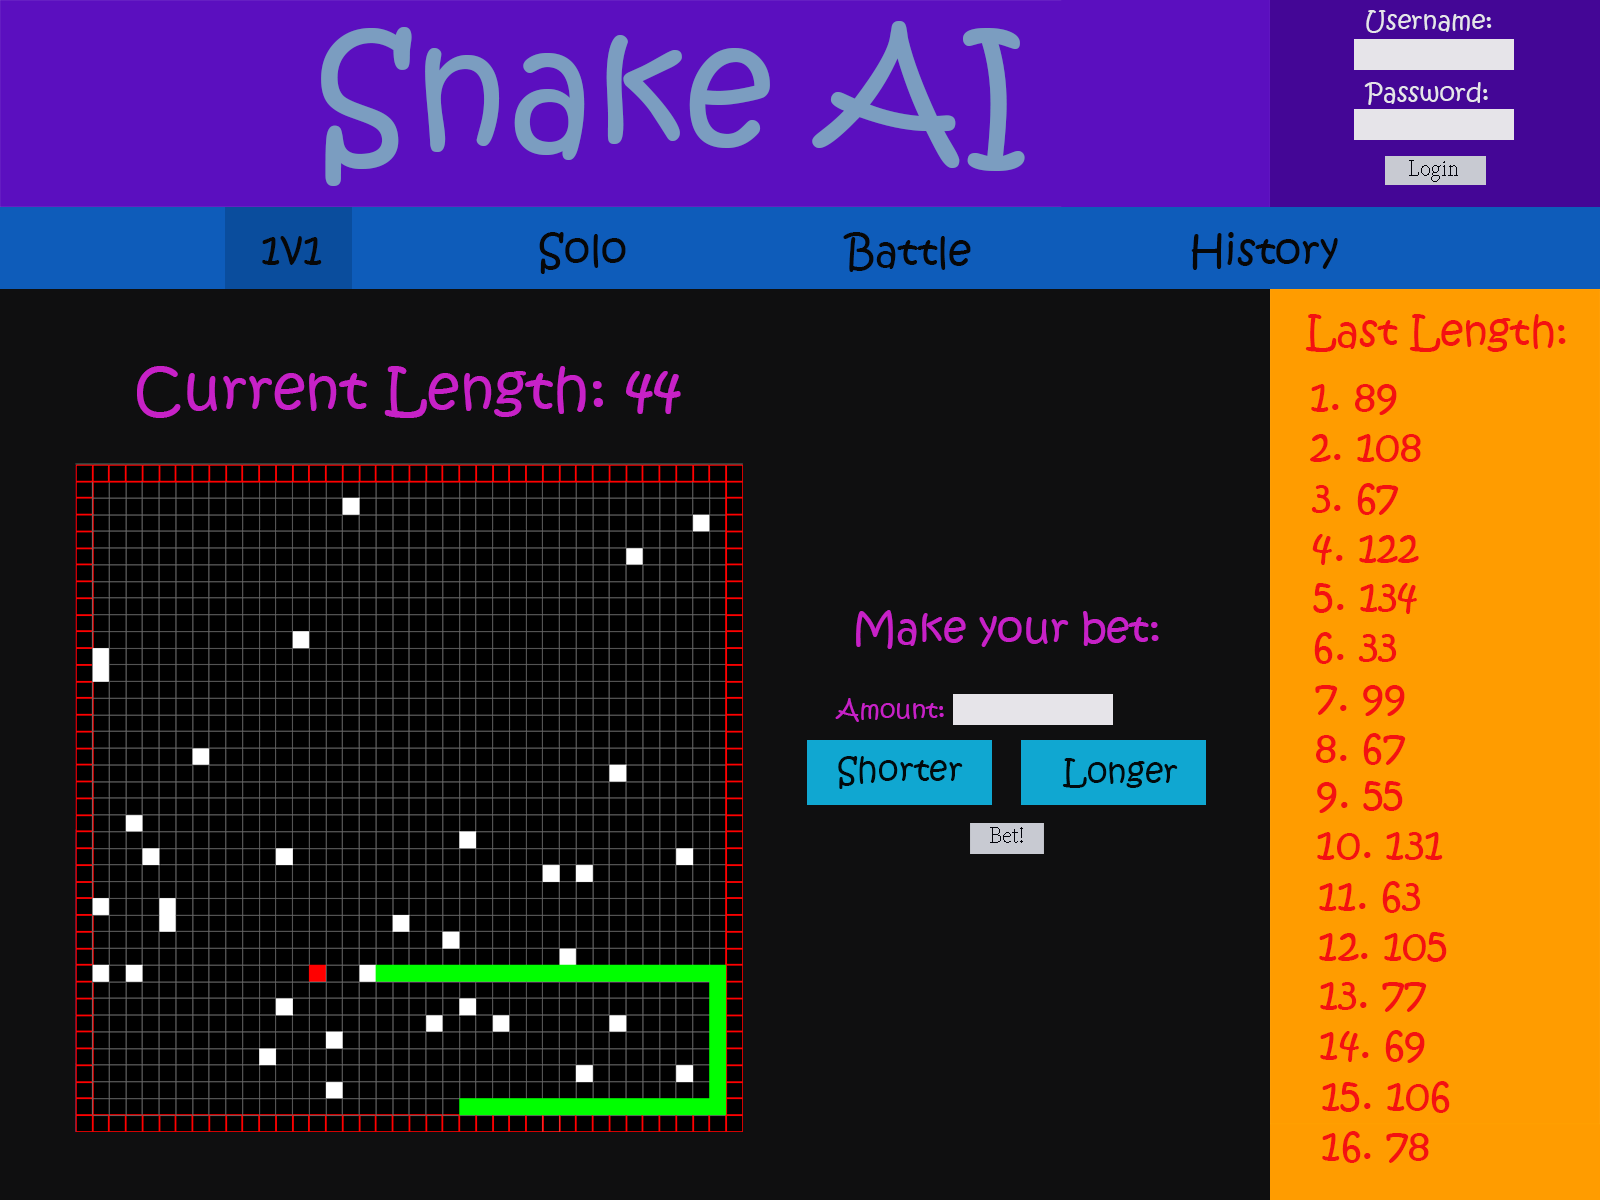 Snake AI
Username:
Password:
Login
1V1 Solo Battle History
Current Length: 44
Make your bet:
Amount:
Shorter Longer
Bet!
Last Length:
1. 89
2. 108
3. 67
4. 122
5. 134
6. 33
7. 99
8. 67
9. 55
10. 131
11. 63
12. 105
13. 77
14. 69
15. 106
16. 78